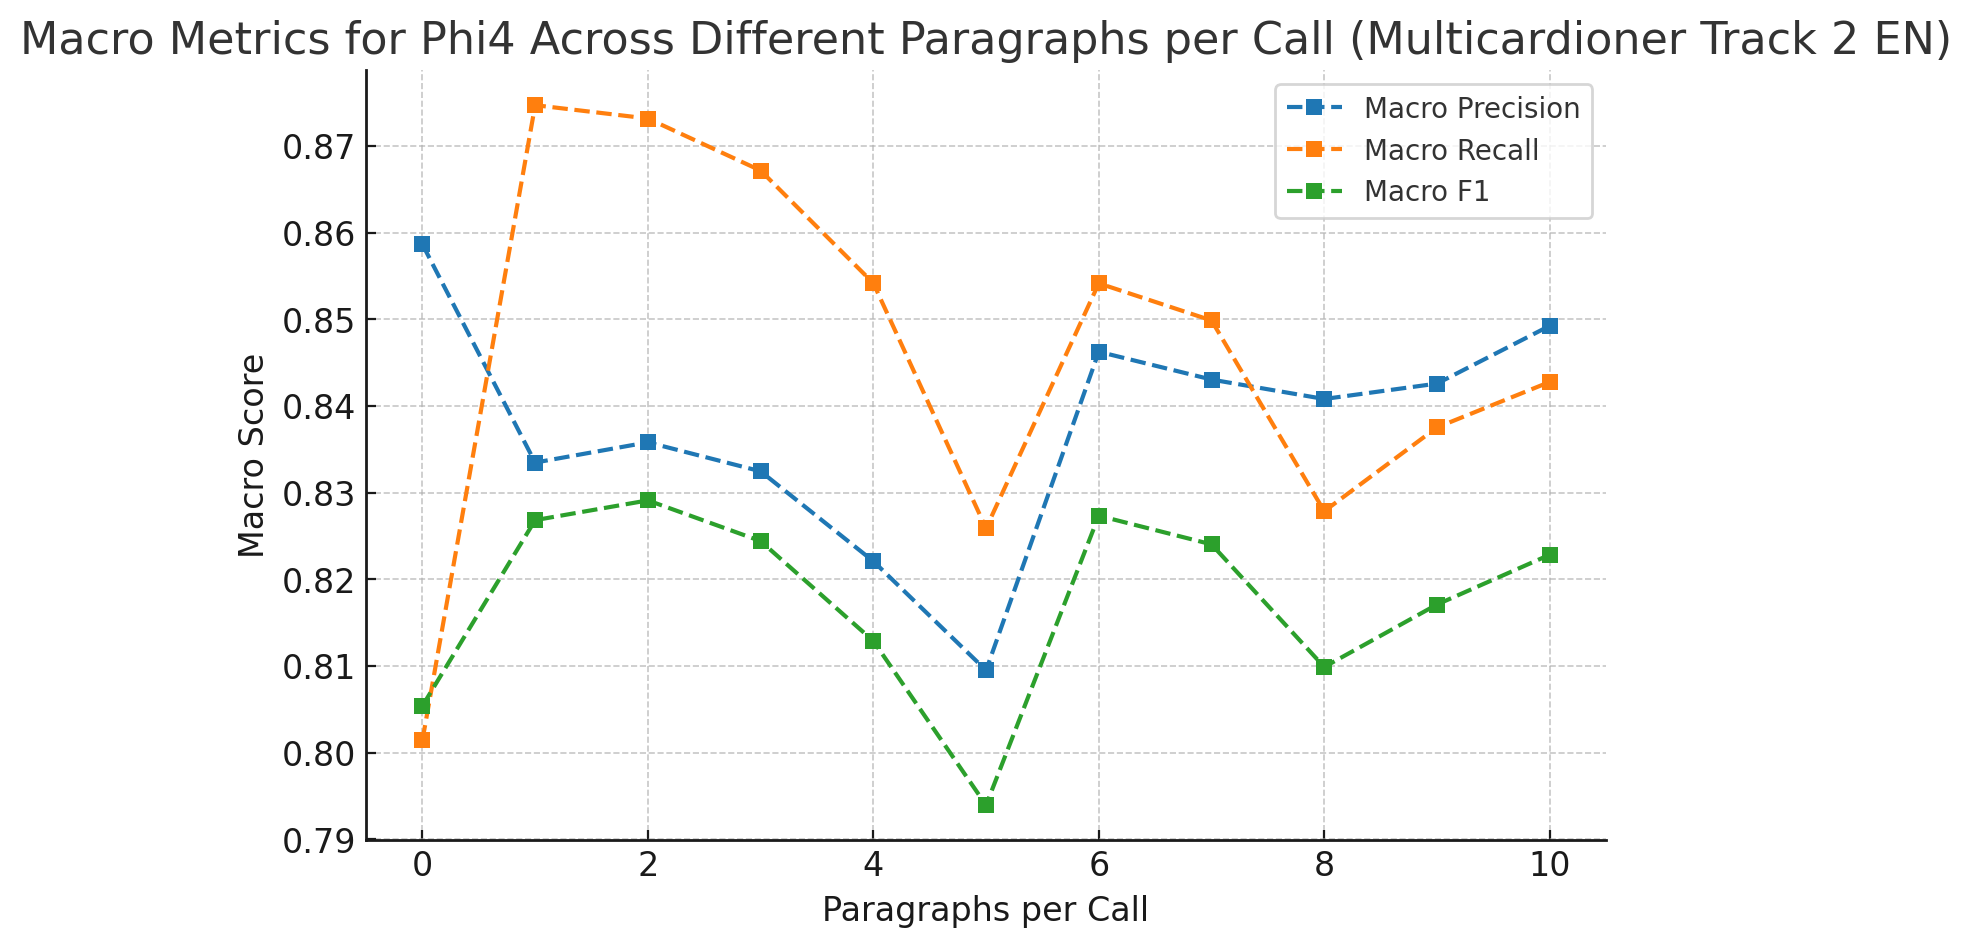 Macro Metrics for Phi4 Across Different Paragraphs per Call (Multicardioner Track 2 EN)
Macro Precision
Macro Recall
Macro F1
Macro Score
0.87
0.86
0.85
0.84
0.83
0.82
0.81
0.80
0.79
0 2 4 6 8 10
Paragraphs per Call